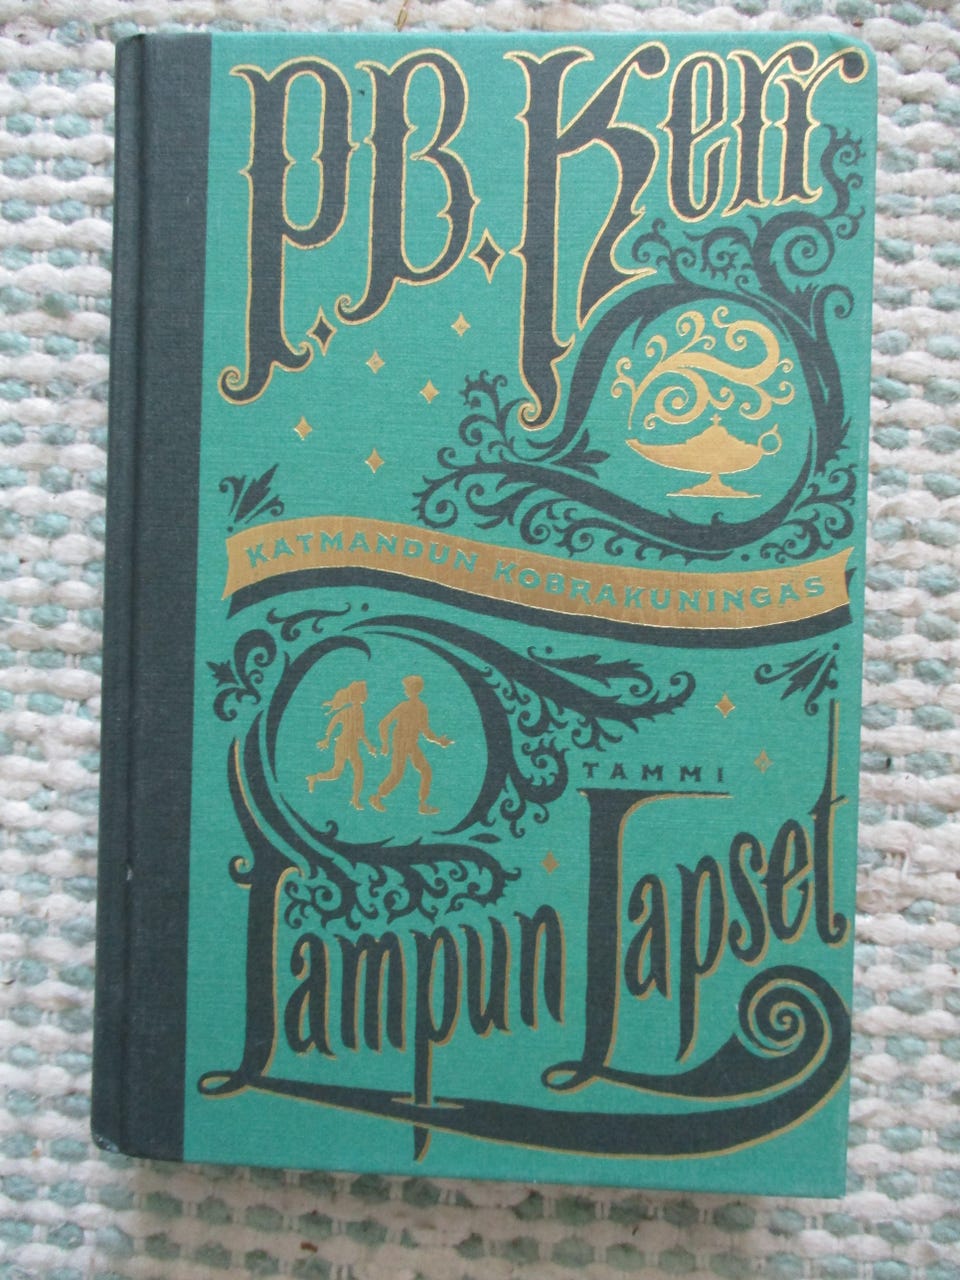 P.B. Kerr
KATMANDUN KOBRAKUNINGAS
TAMMI
Lampun Lapset